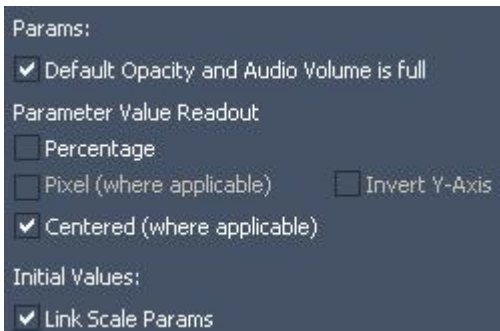 Params:
Default Opacity and Audio Volume is full
Parameter Value Readout
Percentage
Pixel (where applicable) Invert Y-Axis
Centered (where applicable)
Initial Values:
Link Scale Params